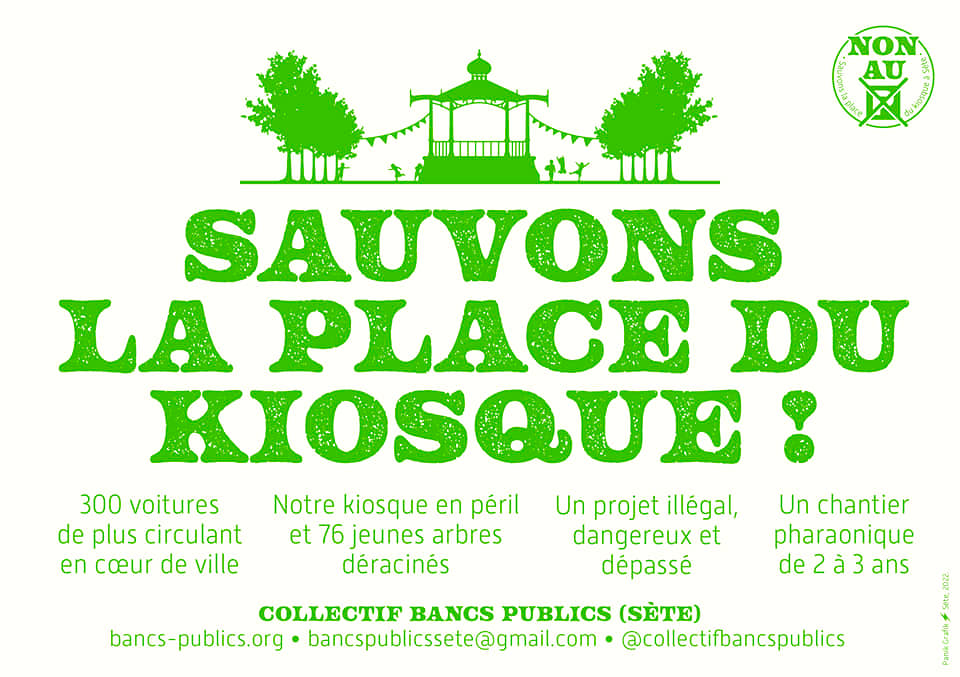 NON
AU
• Sauvons la place du kiosque à Sète •
SAUVONS
LA PLACE DU
KIOSQUE !
300 voitures
de plus circulant
en cœur de ville
Notre kiosque en péril
et 76 jeunes arbres
déracinés
Un projet illégal,
dangereux et
dépassé
Un chantier
pharaonique
de 2 à 3 ans
COLLECTIF BANCS PUBLICS (SÈTE)
bancs-publics.org • bancspublicssete@gmail.com • @collectifbancspublics
Panik Grafik Sète, 2022.